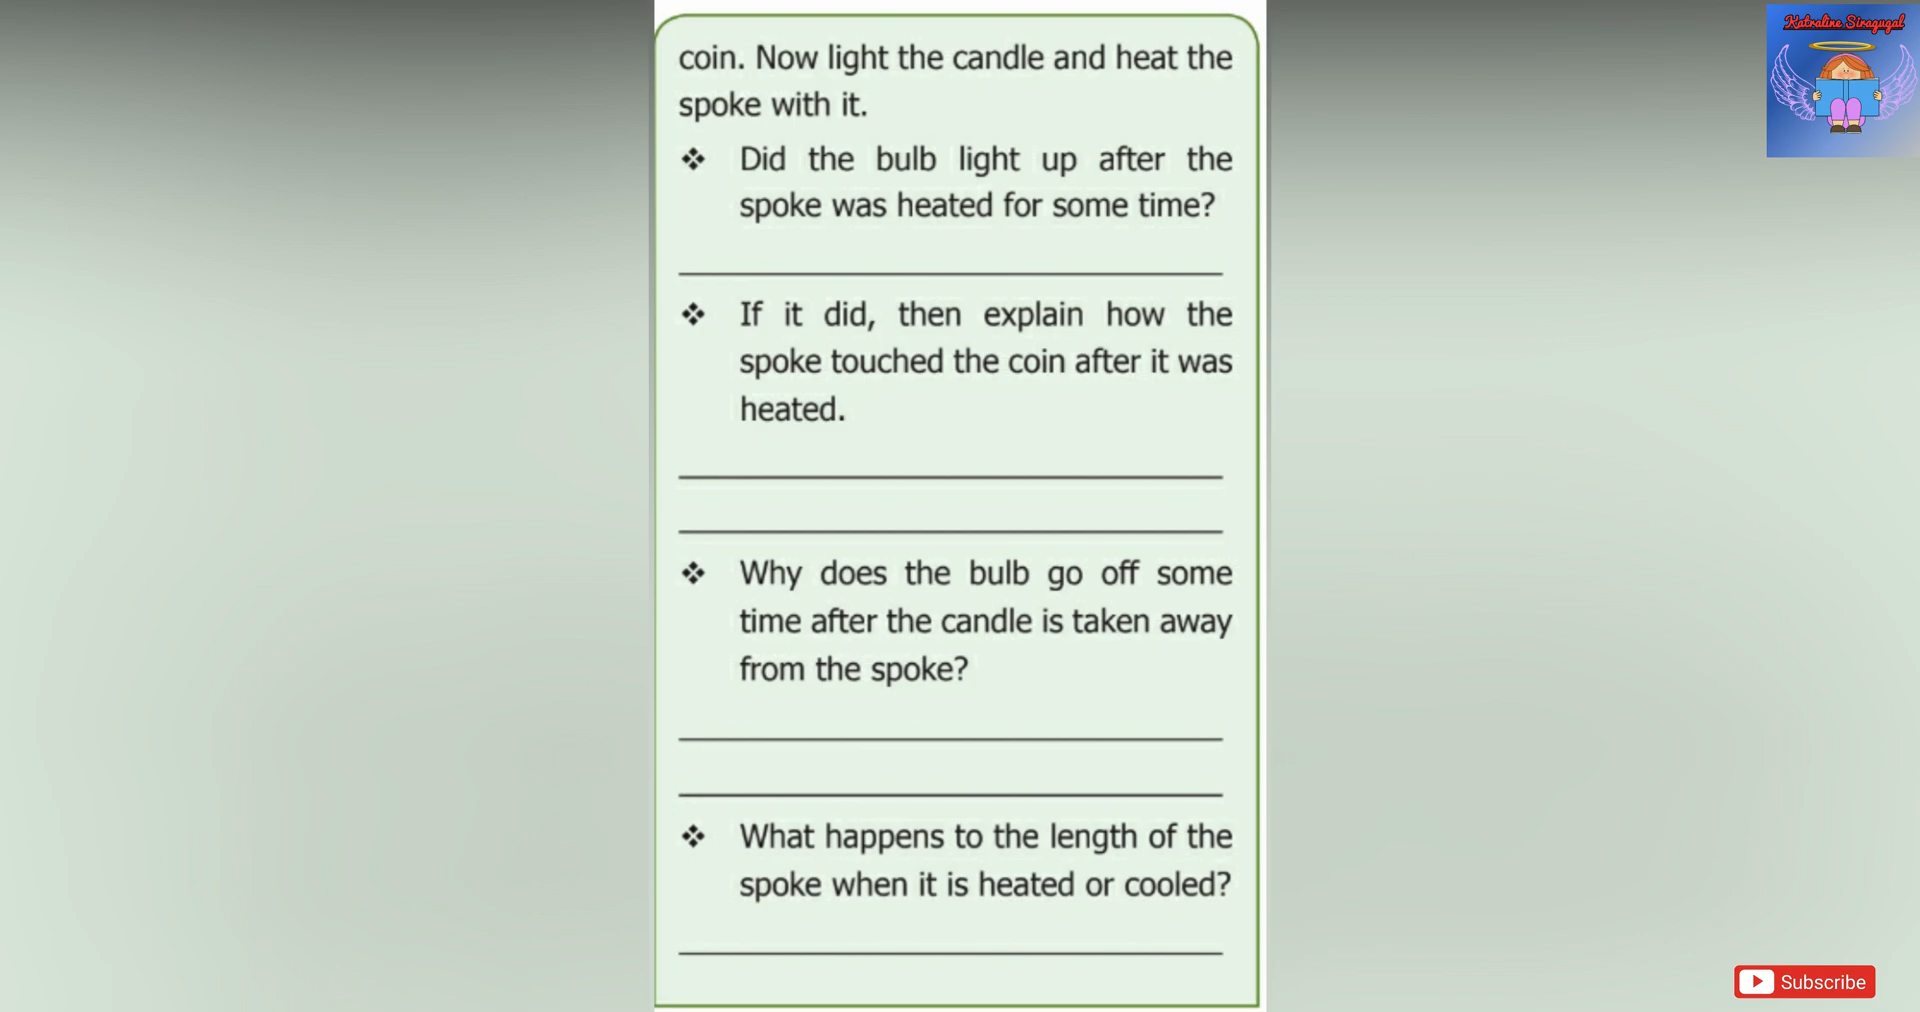 Katraline Siragugal
coin. Now light the candle and heat the
spoke with it.
❖ Did the bulb light up after the
spoke was heated for some time?
❖ If it did, then explain how the
spoke touched the coin after it was
heated.
❖ Why does the bulb go off some
time after the candle is taken away
from the spoke?
❖ What happens to the length of the
spoke when it is heated or cooled?
Subscribe